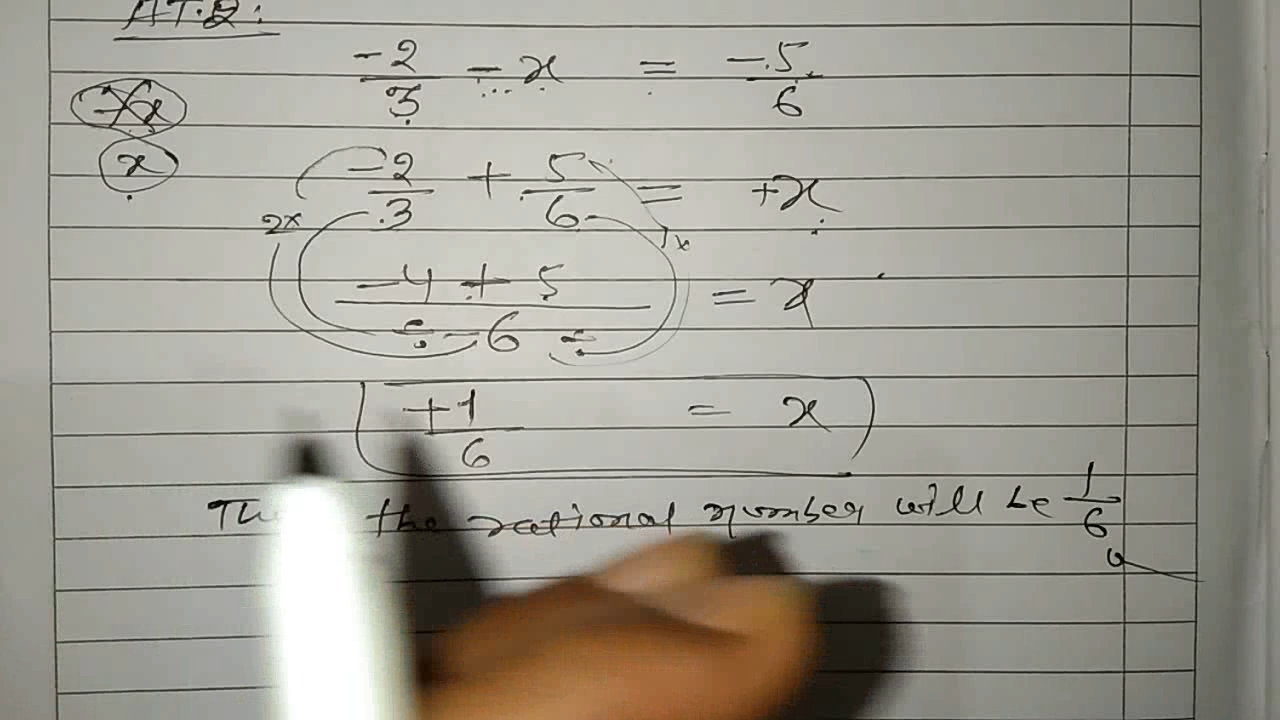 A.T.Q:
-2/3 - x = -5/6
-x
x
-2/3 + 5/6 = +x
2x
1x
-4 + 5 / 6 = x
+1/6 = x
the rational number will be 1/6